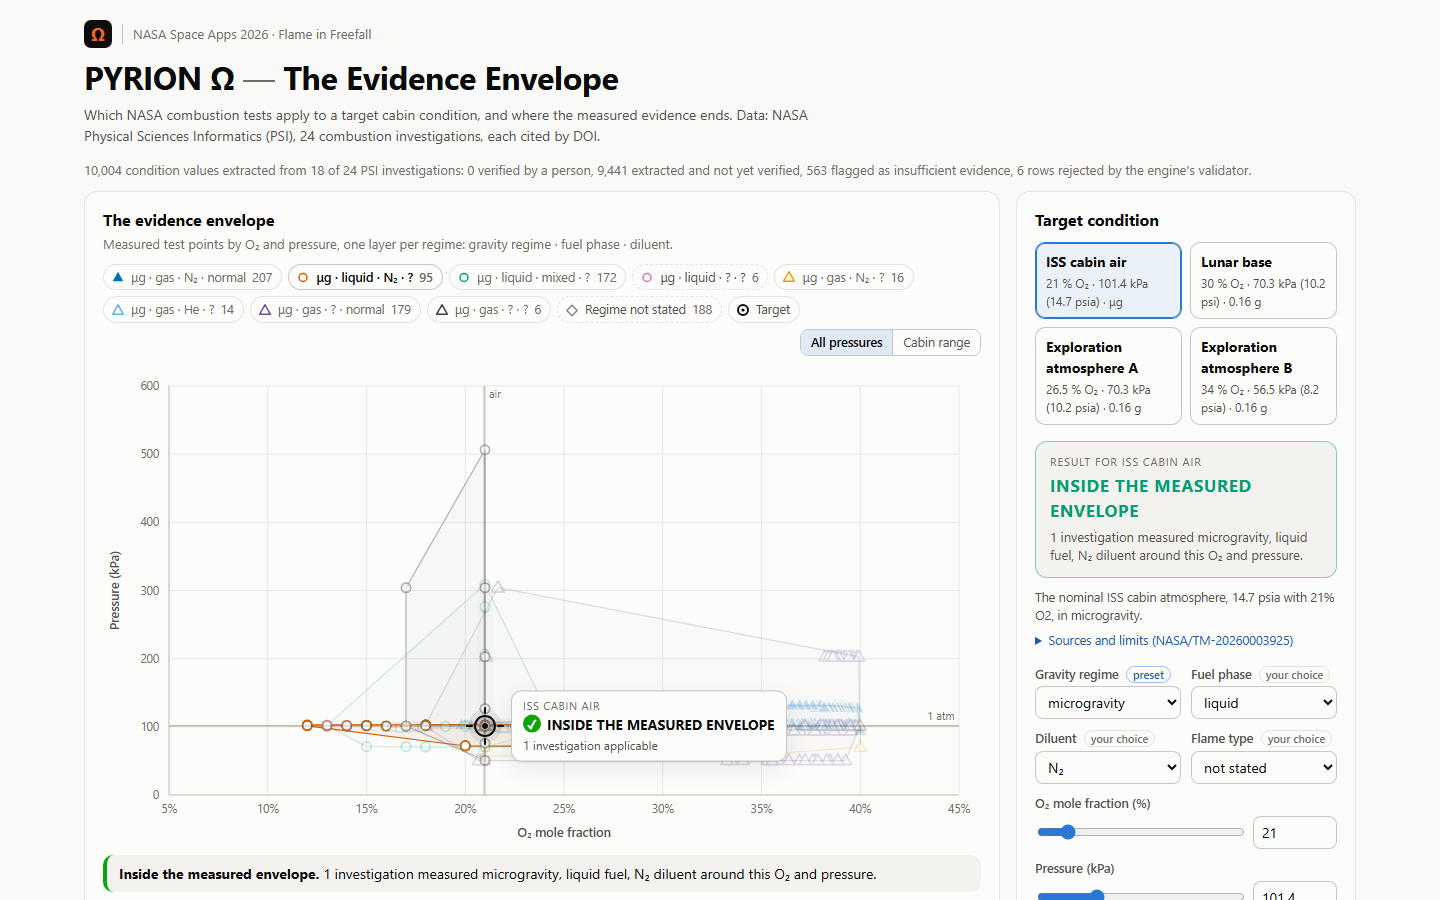 Ω NASA Space Apps 2026 · Flame in Freefall
PYRION Ω — The Evidence Envelope
Which NASA combustion tests apply to a target cabin condition, and where the measured evidence ends. Data: NASA
Physical Sciences Informatics (PSI), 24 combustion investigations, each cited by DOI.
10,004 condition values extracted from 18 of 24 PSI investigations: 0 verified by a person, 9,441 extracted and not yet verified, 563 flagged as insufficient evidence, 6 rows rejected by the engine's validator.
The evidence envelope
Measured test points by O₂ and pressure, one layer per regime: gravity regime · fuel phase · diluent.
µg · gas · N₂ · normal 207
µg · liquid · N₂ · ? 95
µg · liquid · mixed · ? 172
µg · liquid · ? · ? 6
µg · gas · N₂ · ? 16
µg · gas · He · ? 14
µg · gas · ? · normal 179
µg · gas · ? · ? 6
Regime not stated 188
Target
All pressures
Cabin range
600
500
400
300
200
100
0
Pressure (kPa)
air
1 atm
ISS CABIN AIR
INSIDE THE MEASURED ENVELOPE
1 investigation applicable
5%
10%
15%
20%
25%
30%
35%
40%
45%
O₂ mole fraction
Inside the measured envelope. 1 investigation measured microgravity, liquid fuel, N₂ diluent around this O₂ and pressure.
Target condition
ISS cabin air
21 % O₂ · 101.4 kPa
(14.7 psia) · µg
Lunar base
30 % O₂ · 70.3 kPa (10.2
psi) · 0.16 g
Exploration
atmosphere A
26.5 % O₂ · 70.3 kPa
(10.2 psia) · 0.16 g
Exploration
atmosphere B
34 % O₂ · 56.5 kPa (8.2
psia) · 0.16 g
RESULT FOR ISS CABIN AIR
INSIDE THE MEASURED
ENVELOPE
1 investigation measured microgravity, liquid
fuel, N₂ diluent around this O₂ and pressure.
The nominal ISS cabin atmosphere, 14.7 psia with 21%
O2, in microgravity.
Sources and limits (NASA/TM-20260003925)
Gravity regime preset
microgravity
Fuel phase your choice
liquid
Diluent your choice
N₂
Flame type your choice
not stated
O₂ mole fraction (%)
21
Pressure (kPa)
101.4